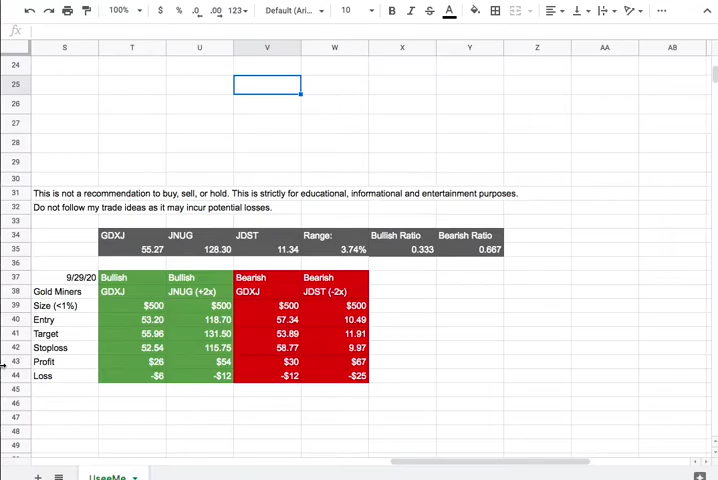 100% $ % .0 .00 123 Default (Ari... 10 B I S A
fx
S T U V W X Y Z AA AB
24
25
26
27
28
29
30
31 This is not a recommendation to buy, sell, or hold. This is strictly for educational, informational and entertainment purposes.
32 Do not follow my trade ideas as it may incur potential losses.
33
34 GDXJ JNUG JDST Range: Bullish Ratio Bearish Ratio
35 55.27 128.30 11.34 3.74% 0.333 0.667
36
37 9/29/20 Bullish Bullish Bearish Bearish
38 Gold Miners GDXJ JNUG (+2x) GDXJ JDST (-2x)
39 Size (<1%) $500 $500 $500 $500
40 Entry 53.20 118.70 57.34 10.49
41 Target 55.96 131.50 53.89 11.91
42 Stoploss 52.54 115.75 58.77 9.97
43 Profit $26 $54 $30 $67
44 Loss -$6 -$12 -$12 -$25
45
46
47
48
49
UseeMe